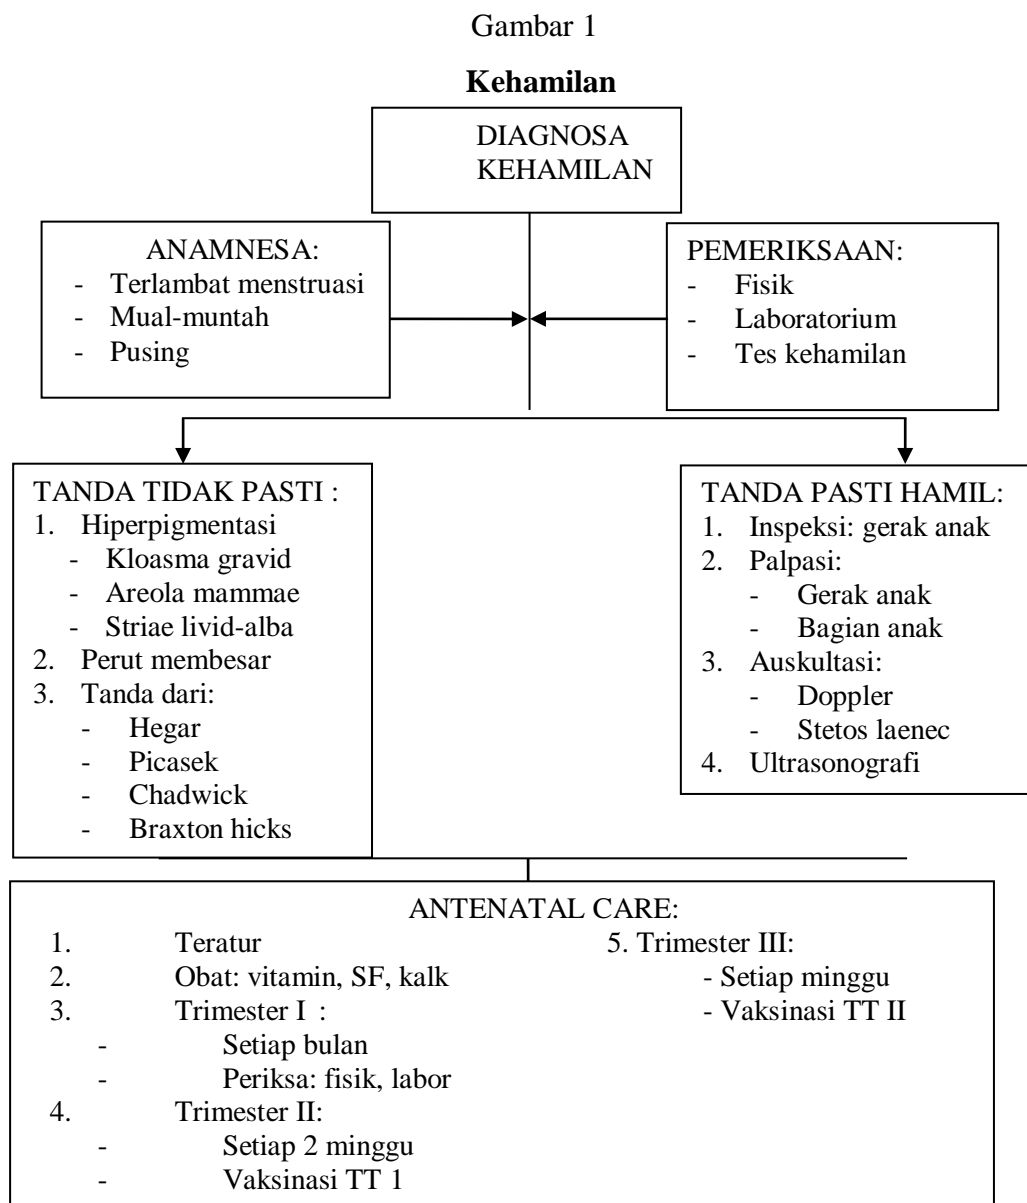 Gambar 1
Kehamilan
DIAGNOSA
KEHAMILAN
ANAMNESA:
- Terlambat menstruasi
- Mual-muntah
- Pusing
PEMERIKSAAN:
- Fisik
- Laboratorium
- Tes kehamilan
TANDA TIDAK PASTI :
1. Hiperpigmentasi
- Kloasma gravid
- Areola mammae
- Striae livid-alba
2. Perut membesar
3. Tanda dari:
- Hegar
- Picasek
- Chadwick
- Braxton hicks
TANDA PASTI HAMIL:
1. Inspeksi: gerak anak
2. Palpasi:
- Gerak anak
- Bagian anak
3. Auskultasi:
- Doppler
- Stetos laenec
4. Ultrasonografi
ANTENATAL CARE:
1. Teratur
2. Obat: vitamin, SF, kalk
3. Trimester I :
- Setiap bulan
- Periksa: fisik, labor
4. Trimester II:
- Setiap 2 minggu
- Vaksinasi TT 1
5. Trimester III:
- Setiap minggu
- Vaksinasi TT II